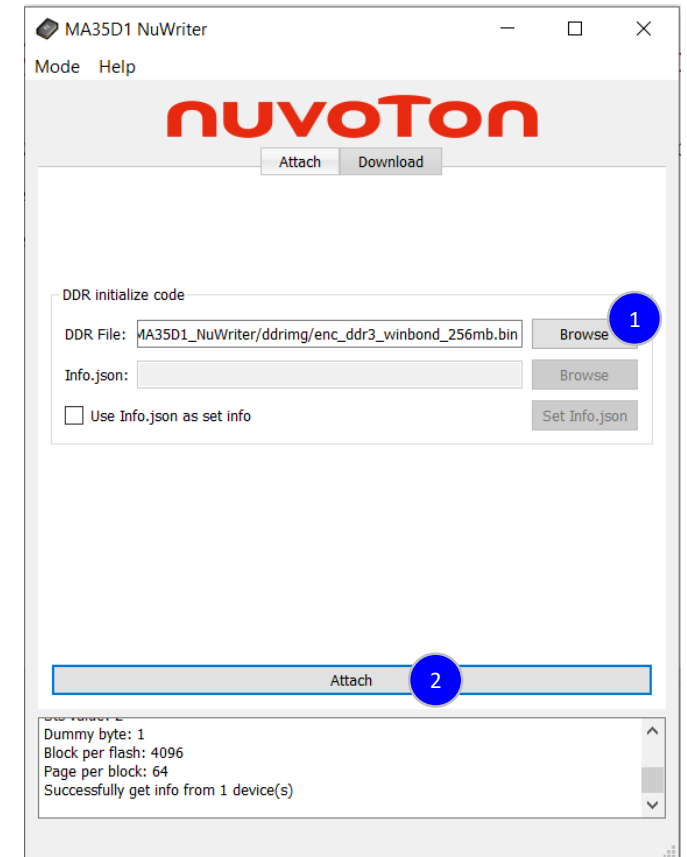 MA35D1 NuWriter
Mode Help
nuvoTon
Attach Download
DDR initialize code
DDR File: MA35D1_NuWriter/ddrimg/enc_ddr3_winbond_256mb.bin Browse 1
Info.json: Browse
Use Info.json as set info Set Info.json
Attach 2
Dummy byte: 1
Block per flash: 4096
Page per block: 64
Successfully get info from 1 device(s)